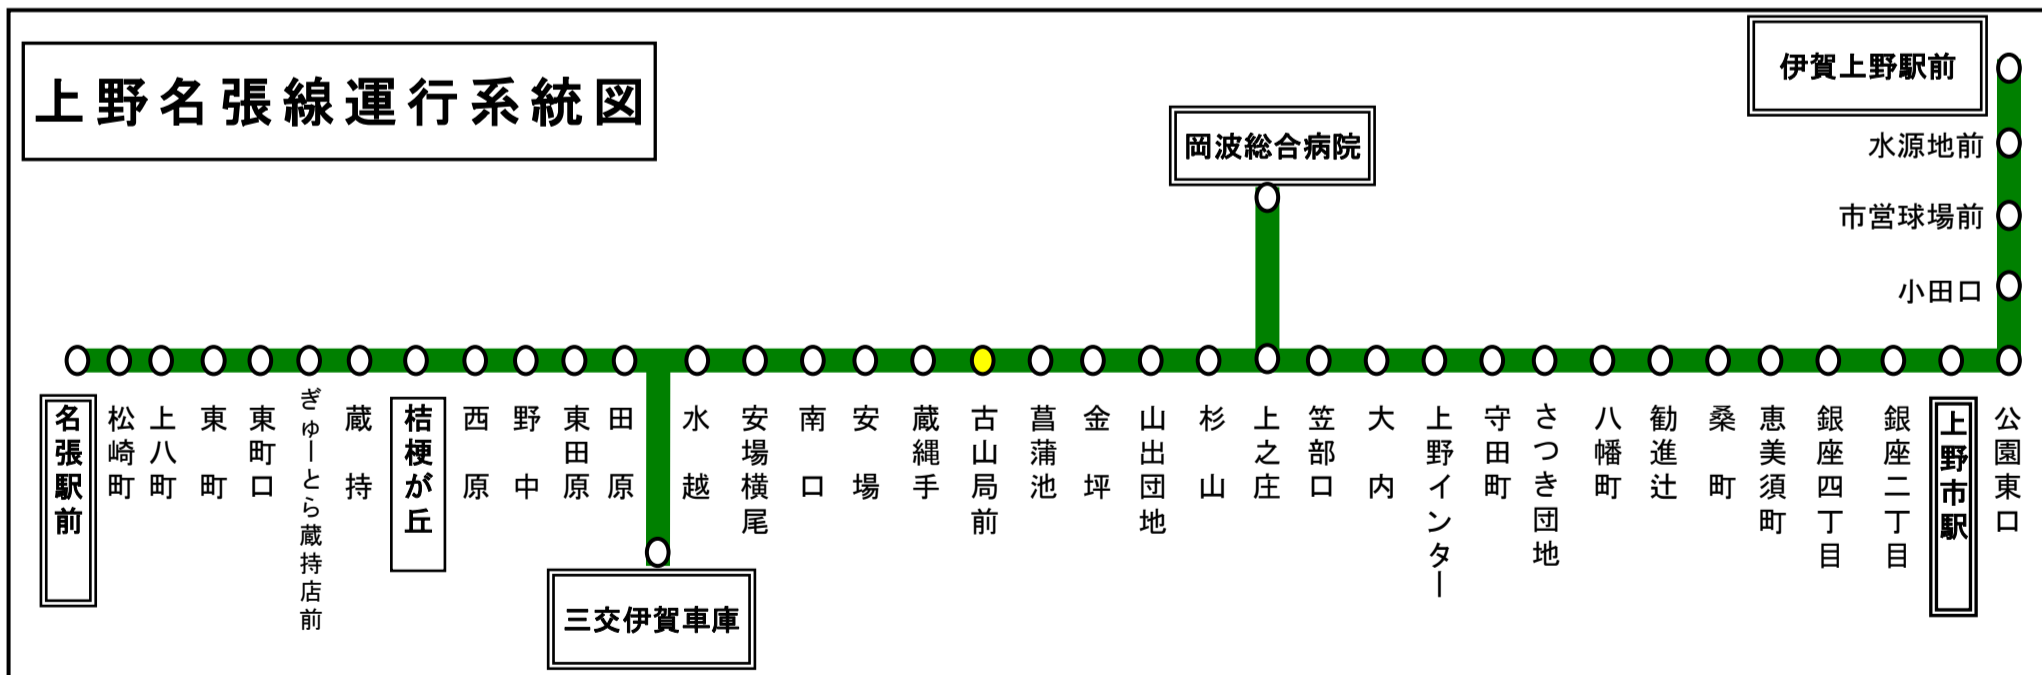 上野名張線運行系統図
伊賀上野駅前
岡波総合病院
水源地前
市営球場前
小田口
名張駅前
松崎町
上八町
東町
東町口
ぎゅーとら蔵持店前
蔵持
桔梗が丘
西原
野中
東田原
田原
水越
安場横尾
南口
安場
蔵縄手
古山局前
菖蒲池
金坪
山出団地
杉山
上之庄
笠部口
大内
上野インター
守田町
さつき団地
八幡町
勧進辻
桑町
恵美須町
銀座四丁目
銀座二丁目
上野市駅
公園東口
三交伊賀車庫